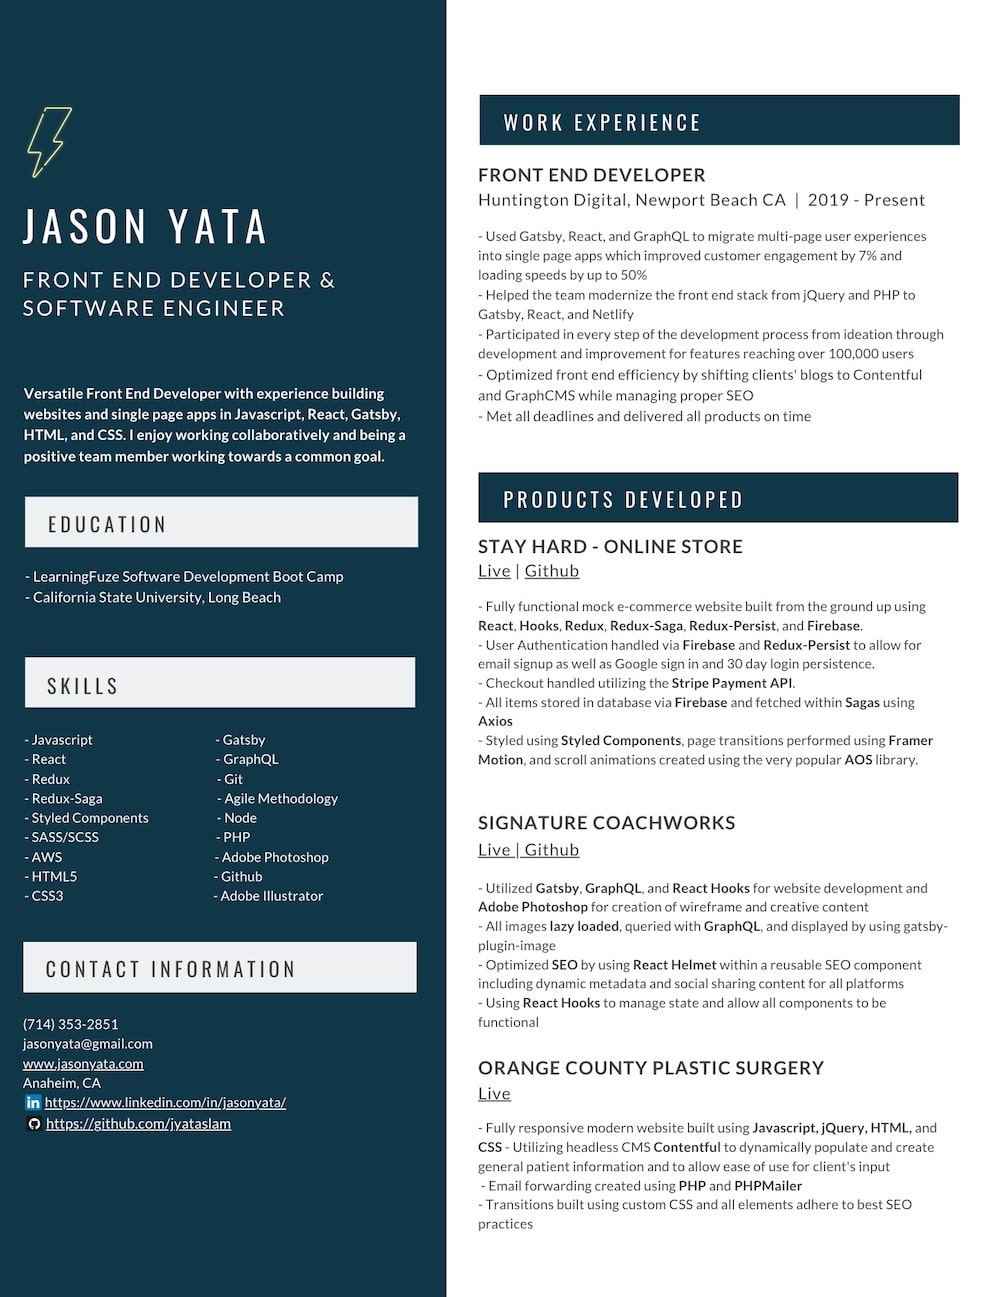 JASON YATA
FRONT END DEVELOPER &
SOFTWARE ENGINEER
Versatile Front End Developer with experience building
websites and single page apps in Javascript, React, Gatsby,
HTML, and CSS. I enjoy working collaboratively and being a
positive team member working towards a common goal.
EDUCATION
- LearningFuze Software Development Boot Camp
- California State University, Long Beach
SKILLS
- Javascript
- React
- Redux
- Redux-Saga
- Styled Components
- SASS/SCSS
- AWS
- HTML5
- CSS3
- Gatsby
- GraphQL
- Git
- Agile Methodology
- Node
- PHP
- Adobe Photoshop
- Github
- Adobe Illustrator
CONTACT INFORMATION
(714) 353-2851
jasonyata@gmail.com
www.jasonyata.com
Anaheim, CA
in https://www.linkedin.com/in/jasonyata/
https://github.com/jyataslam
WORK EXPERIENCE
FRONT END DEVELOPER
Huntington Digital, Newport Beach CA | 2019 - Present
- Used Gatsby, React, and GraphQL to migrate multi-page user experiences
into single page apps which improved customer engagement by 7% and
loading speeds by up to 50%
- Helped the team modernize the front end stack from jQuery and PHP to
Gatsby, React, and Netlify
- Participated in every step of the development process from ideation through
development and improvement for features reaching over 100,000 users
- Optimized front end efficiency by shifting clients' blogs to Contentful
and GraphCMS while managing proper SEO
- Met all deadlines and delivered all products on time
PRODUCTS DEVELOPED
STAY HARD - ONLINE STORE
Live | Github
- Fully functional mock e-commerce website built from the ground up using
React, Hooks, Redux, Redux-Saga, Redux-Persist, and Firebase.
- User Authentication handled via Firebase and Redux-Persist to allow for
email signup as well as Google sign in and 30 day login persistence.
- Checkout handled utilizing the Stripe Payment API.
- All items stored in database via Firebase and fetched within Sagas using
Axios
- Styled using Styled Components, page transitions performed using Framer
Motion, and scroll animations created using the very popular AOS library.
SIGNATURE COACHWORKS
Live | Github
- Utilized Gatsby, GraphQL, and React Hooks for website development and
Adobe Photoshop for creation of wireframe and creative content
- All images lazy loaded, queried with GraphQL, and displayed by using gatsby-
plugin-image
- Optimized SEO by using React Helmet within a reusable SEO component
including dynamic metadata and social sharing content for all platforms
- Using React Hooks to manage state and allow all components to be
functional
ORANGE COUNTY PLASTIC SURGERY
Live
- Fully responsive modern website built using Javascript, jQuery, HTML, and
CSS - Utilizing headless CMS Contentful to dynamically populate and create
general patient information and to allow ease of use for client's input
- Email forwarding created using PHP and PHPMailer
- Transitions built using custom CSS and all elements adhere to best SEO
practices